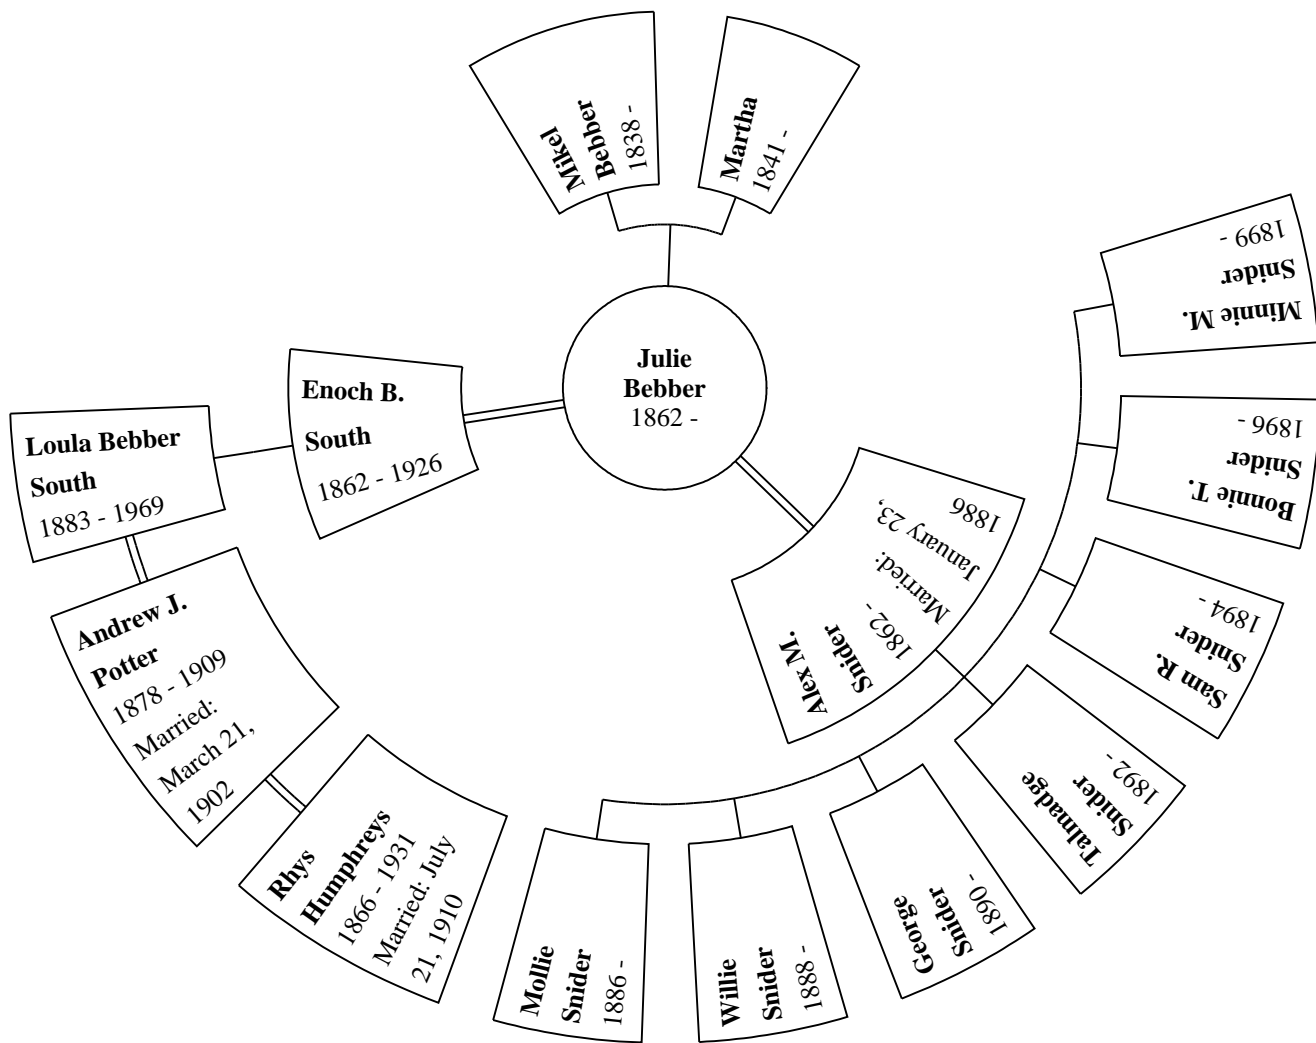 Mikel
Bebber
1838 -
Martha
1841 -
Julie
Bebber
1862 -
Enoch B.
South
1862 - 1926
Loula Bebber
South
1883 - 1969
Andrew J.
Potter
1878 - 1909
Married:
March 21,
1902
Rhys
Humphreys
1866 - 1931
Married: July
21, 1910
Alex M.
Snider
1862 -
Married:
January 23,
1886
Mollie
Snider
1886 -
Willie
Snider
1888 -
George
Snider
1890 -
Talmadge
Snider
1892 -
Sam R.
Snider
1894 -
Bonnie T.
Snider
1896 -
Minnie M.
Snider
1899 -